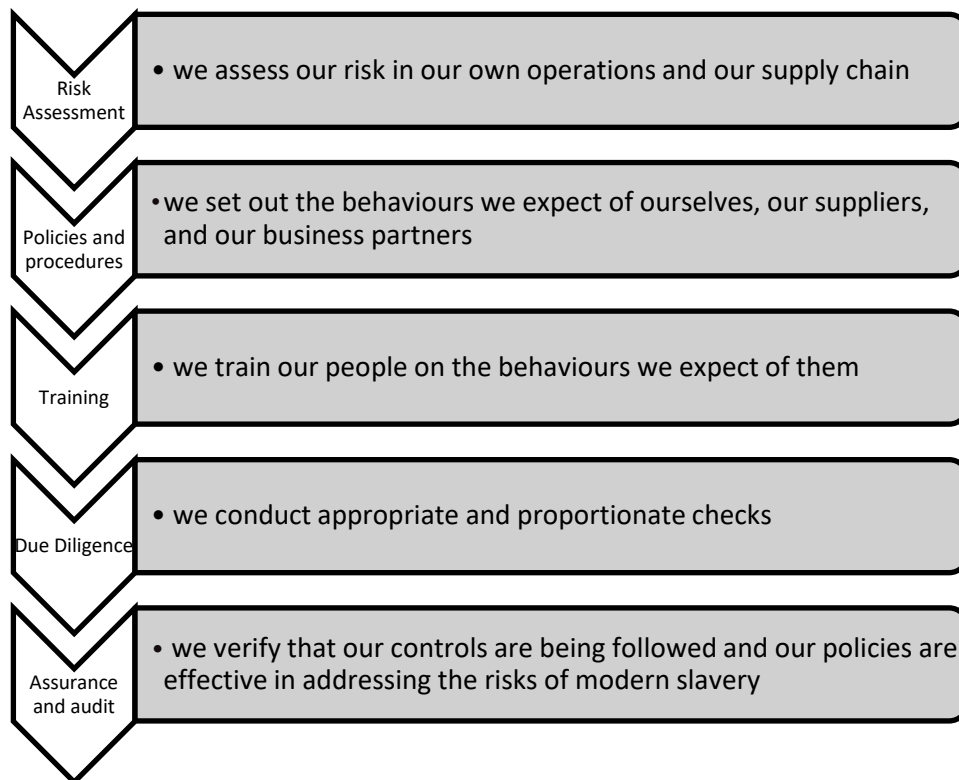 Risk
Assessment
• we assess our risk in our own operations and our supply chain
Policies and
procedures
• we set out the behaviours we expect of ourselves, our suppliers,
and our business partners
Training
• we train our people on the behaviours we expect of them
Due Diligence
• we conduct appropriate and proportionate checks
Assurance
and audit
• we verify that our controls are being followed and our policies are
effective in addressing the risks of modern slavery